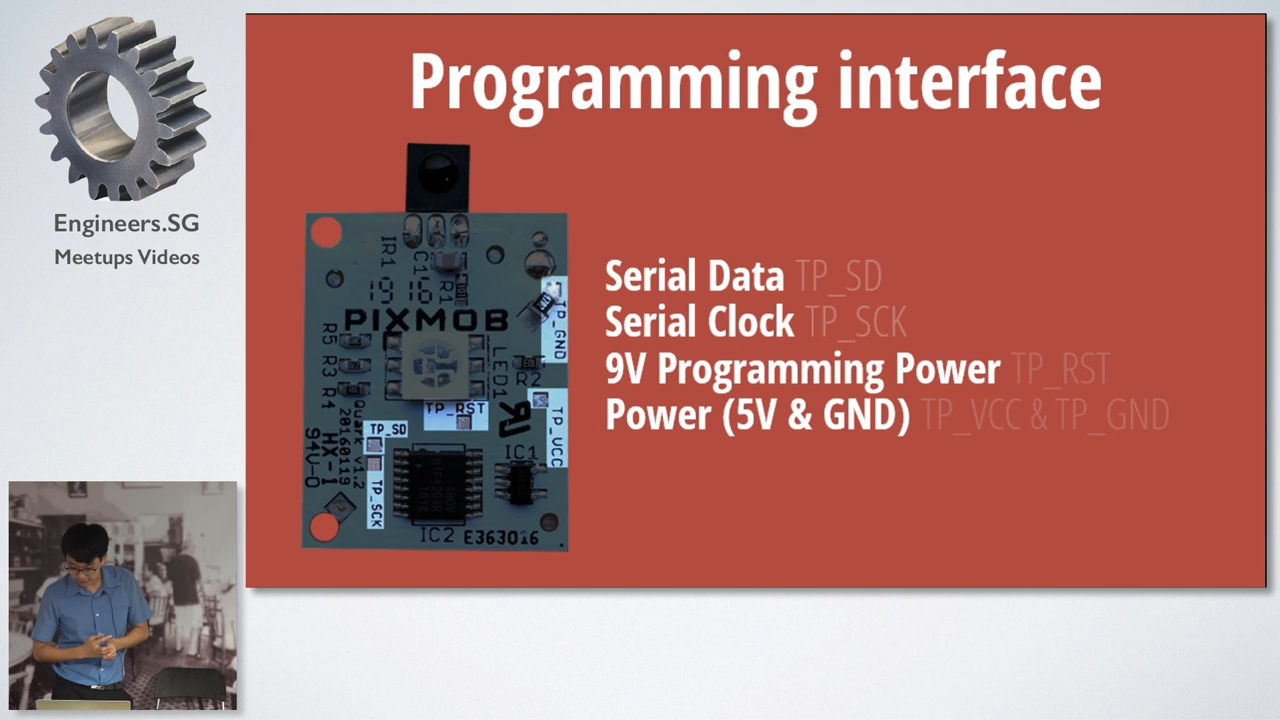 Engineers.SG
Meetups Videos
Programming interface
Serial Data TP_SD
Serial Clock TP_SCK
9V Programming Power TP_RST
Power (5V & GND) TP_VCC & TP_GND
IR1
C1
R1
1916
PIXMOB
TP_GND
R5
R3
R4
LED1
R2
TP_RST
TP_VCC
Quark v1.2
20160119
HX-1
94V-0
TP_SD
TP_SCK
IC1
IC2
E363016